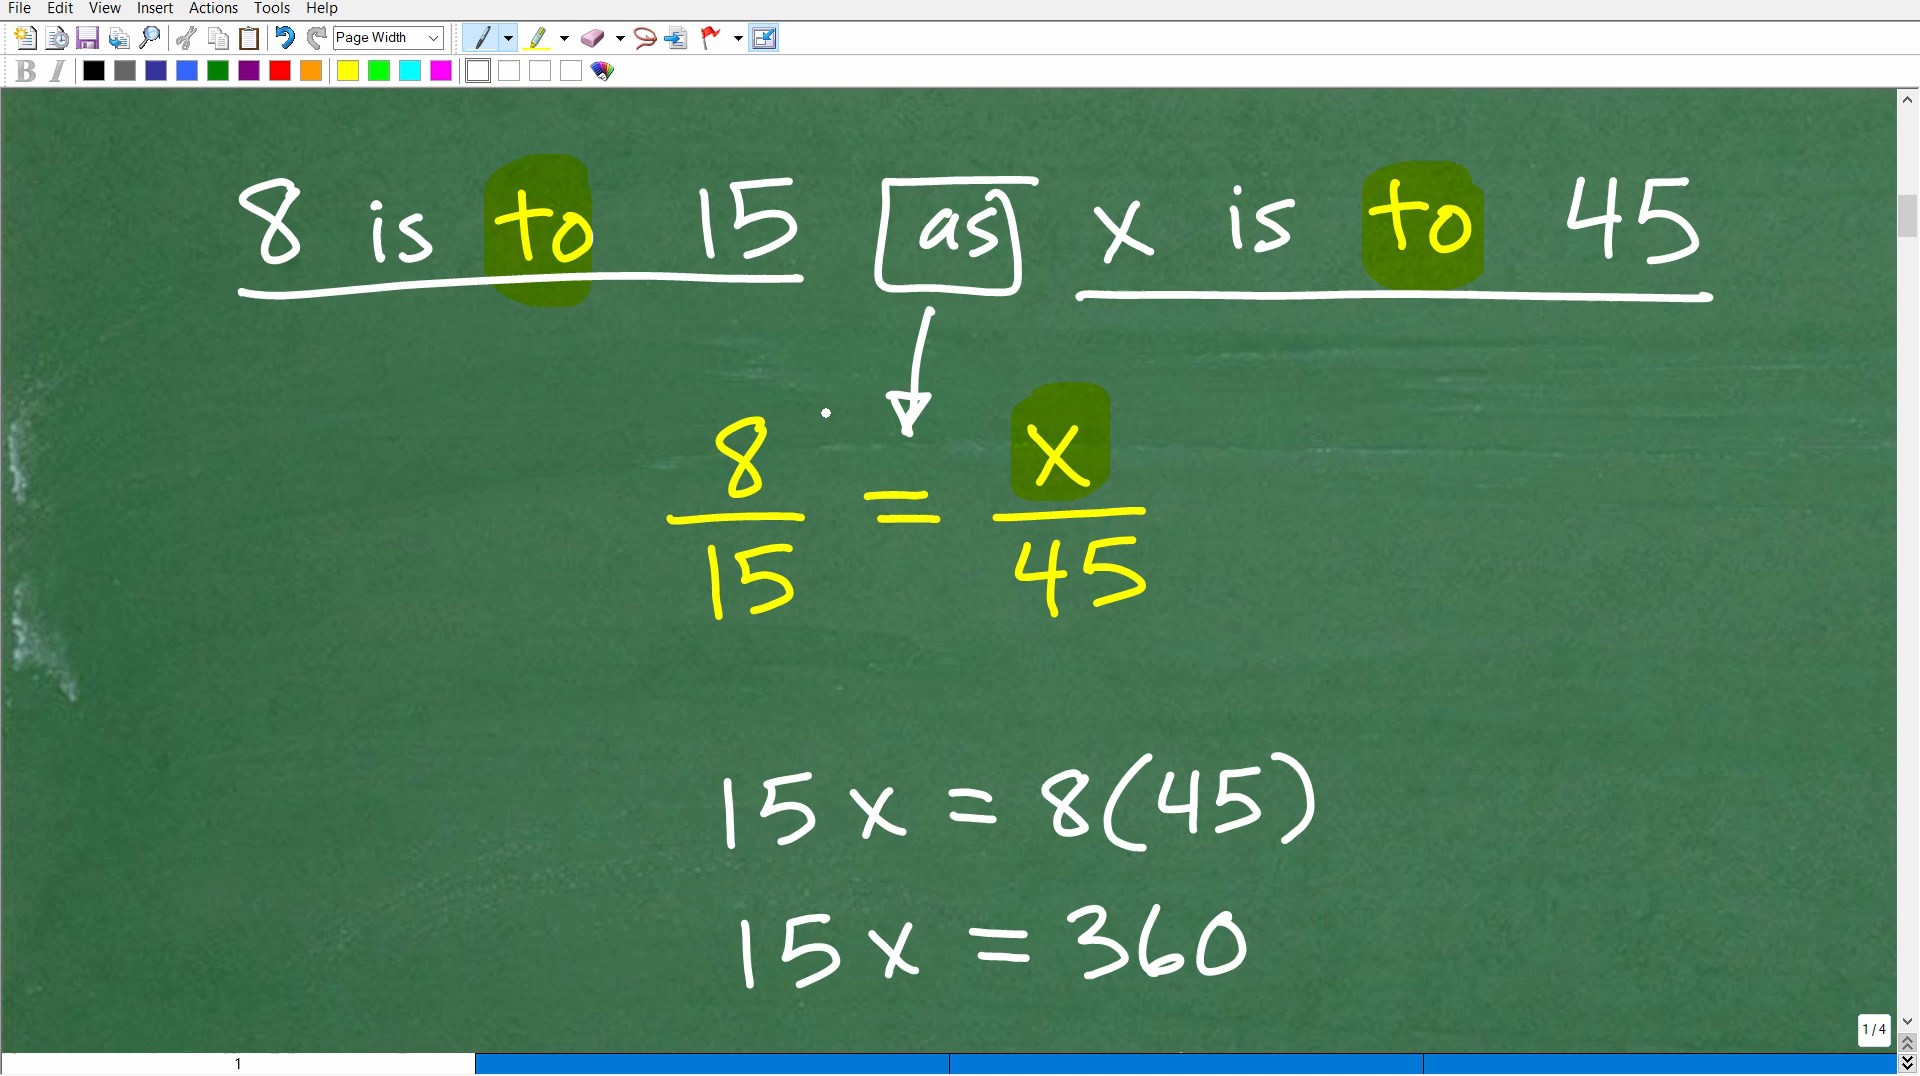 File Edit View Insert Actions Tools Help
Page Width
B I
8 is to 15 as x is to 45
8/15 = x/45
15x = 8(45)
15x = 360
1/4
1